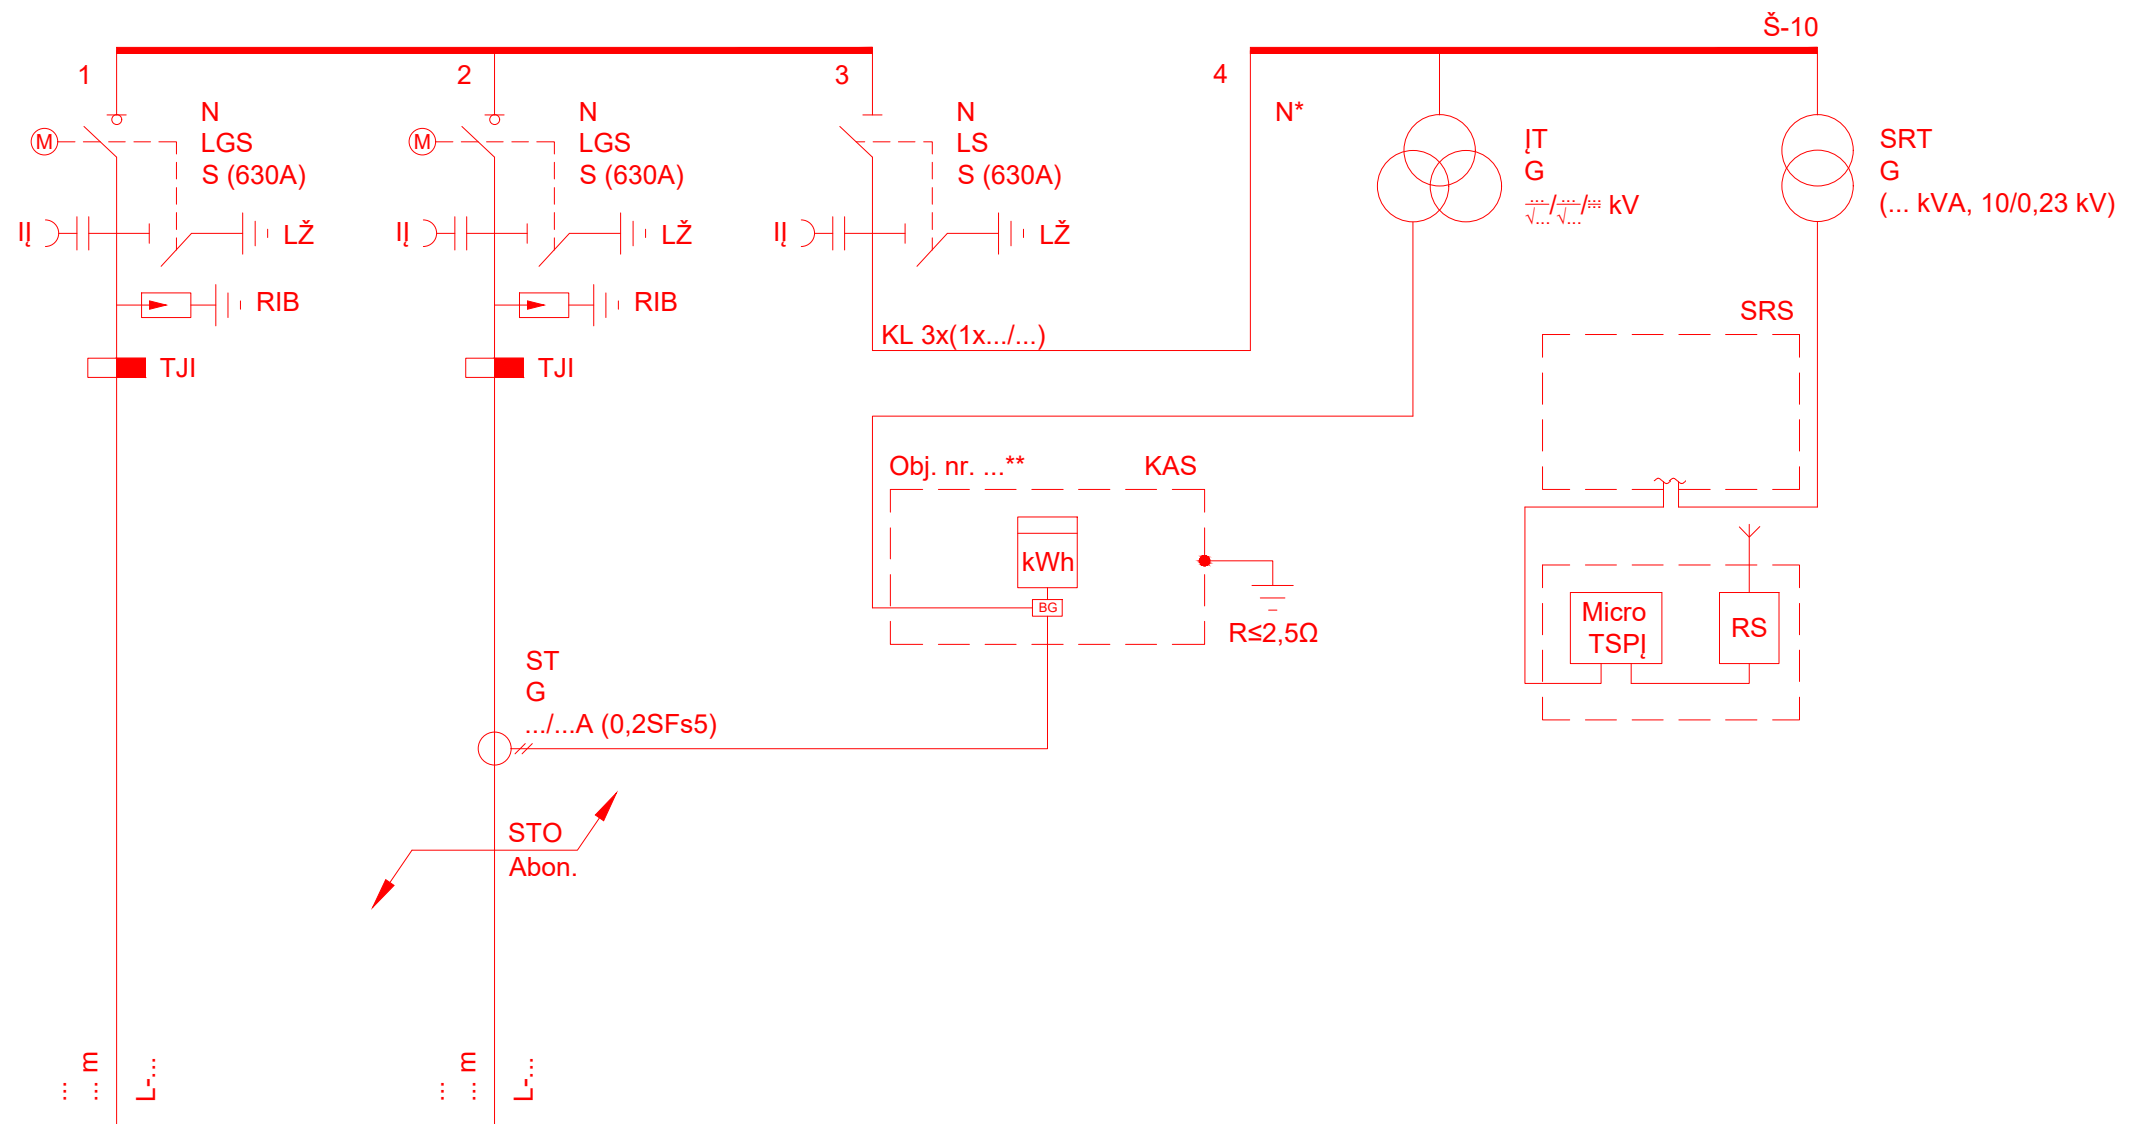 Š-10
1
2
3
4
N
LGS
S (630A)
N
LGS
S (630A)
N
LS
S (630A)
N*
ĮT
G
.../√... / .../√... / ... kV
SRT
G
(... kVA, 10/0,23 kV)
M
M
IĮ
LŽ
IĮ
LŽ
IĮ
LŽ
RIB
RIB
SRS
KL 3x(1x.../...)
TJI
TJI
Obj. nr. ...**
KAS
kWh
BG
R≤2,5Ω
Micro
TSPĮ
RS
ST
G
.../...A (0,2SFs5)
STO
Abon.
...
... m
L-...
...
... m
L-...